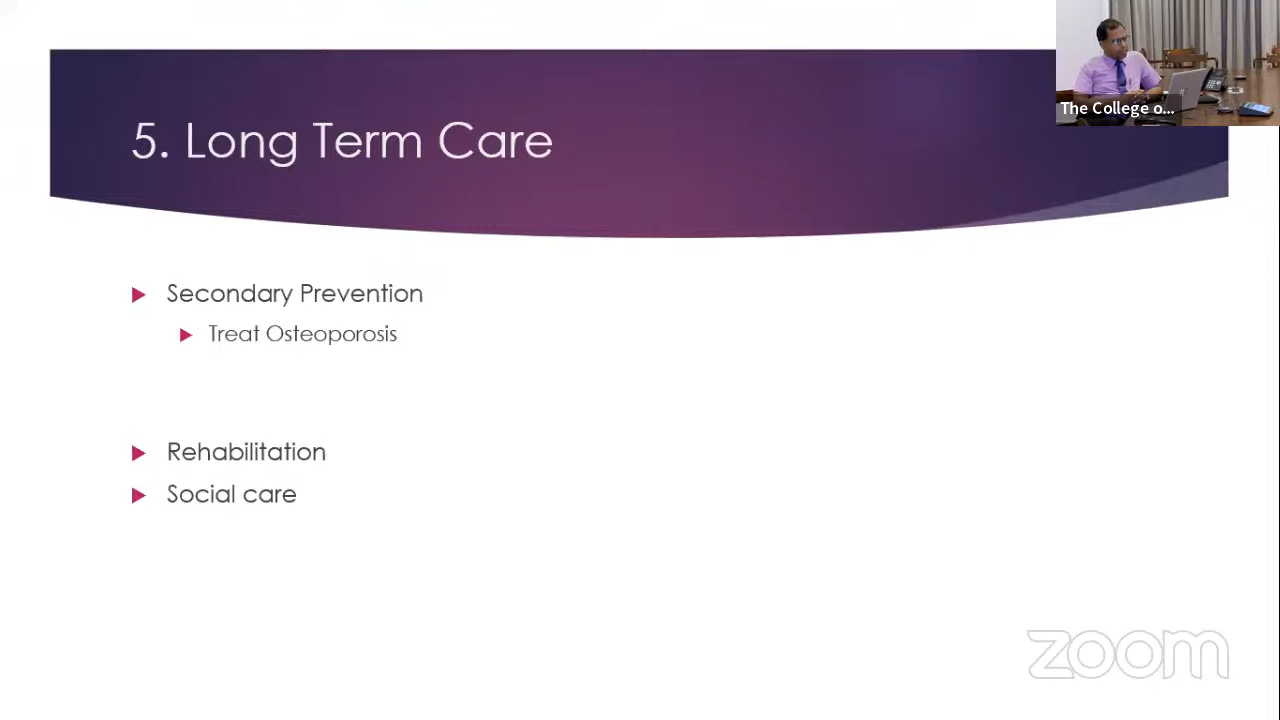 The College o...
5. Long Term Care
Secondary Prevention
Treat Osteoporosis
Rehabilitation
Social care
zoom